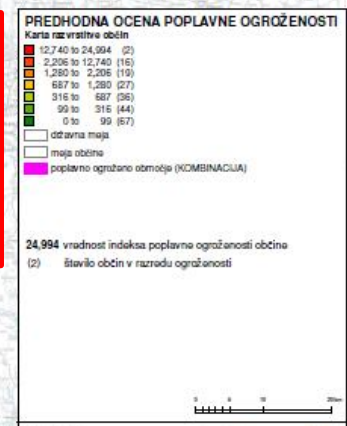 PREDHODNA OCENA POPLAVNE OGROŽENOSTI
Karta razvrstitve občin
12,740 to 24,994 (2)
2,206 to 12,740 (16)
1,280 to 2,206 (19)
687 to 1,280 (27)
316 to 687 (36)
99 to 316 (44)
0 to 99 (67)
državna meja
meja občine
poplavno ogroženo območje (KOMBINACIJA)
24,994 vrednost indeksa poplavne ogroženosti občine
(2) število občin v razredu ogroženosti